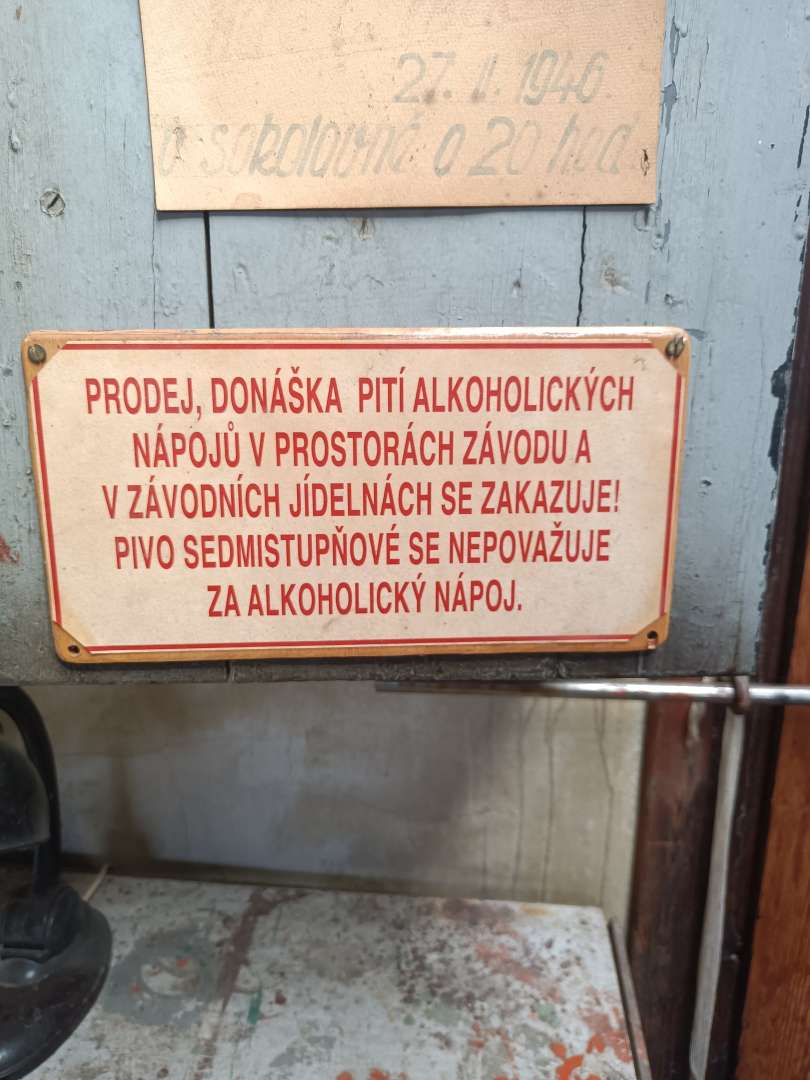 27. I. 1946
v sokolovně o 20 hod.
PRODEJ, DONÁŠKA PITÍ ALKOHOLICKÝCH
NÁPOJŮ V PROSTORÁCH ZÁVODU A
V ZÁVODNÍCH JÍDELNÁCH SE ZAKAZUJE!
PIVO SEDMISTUPŇOVÉ SE NEPOVAŽUJE
ZA ALKOHOLICKÝ NÁPOJ.